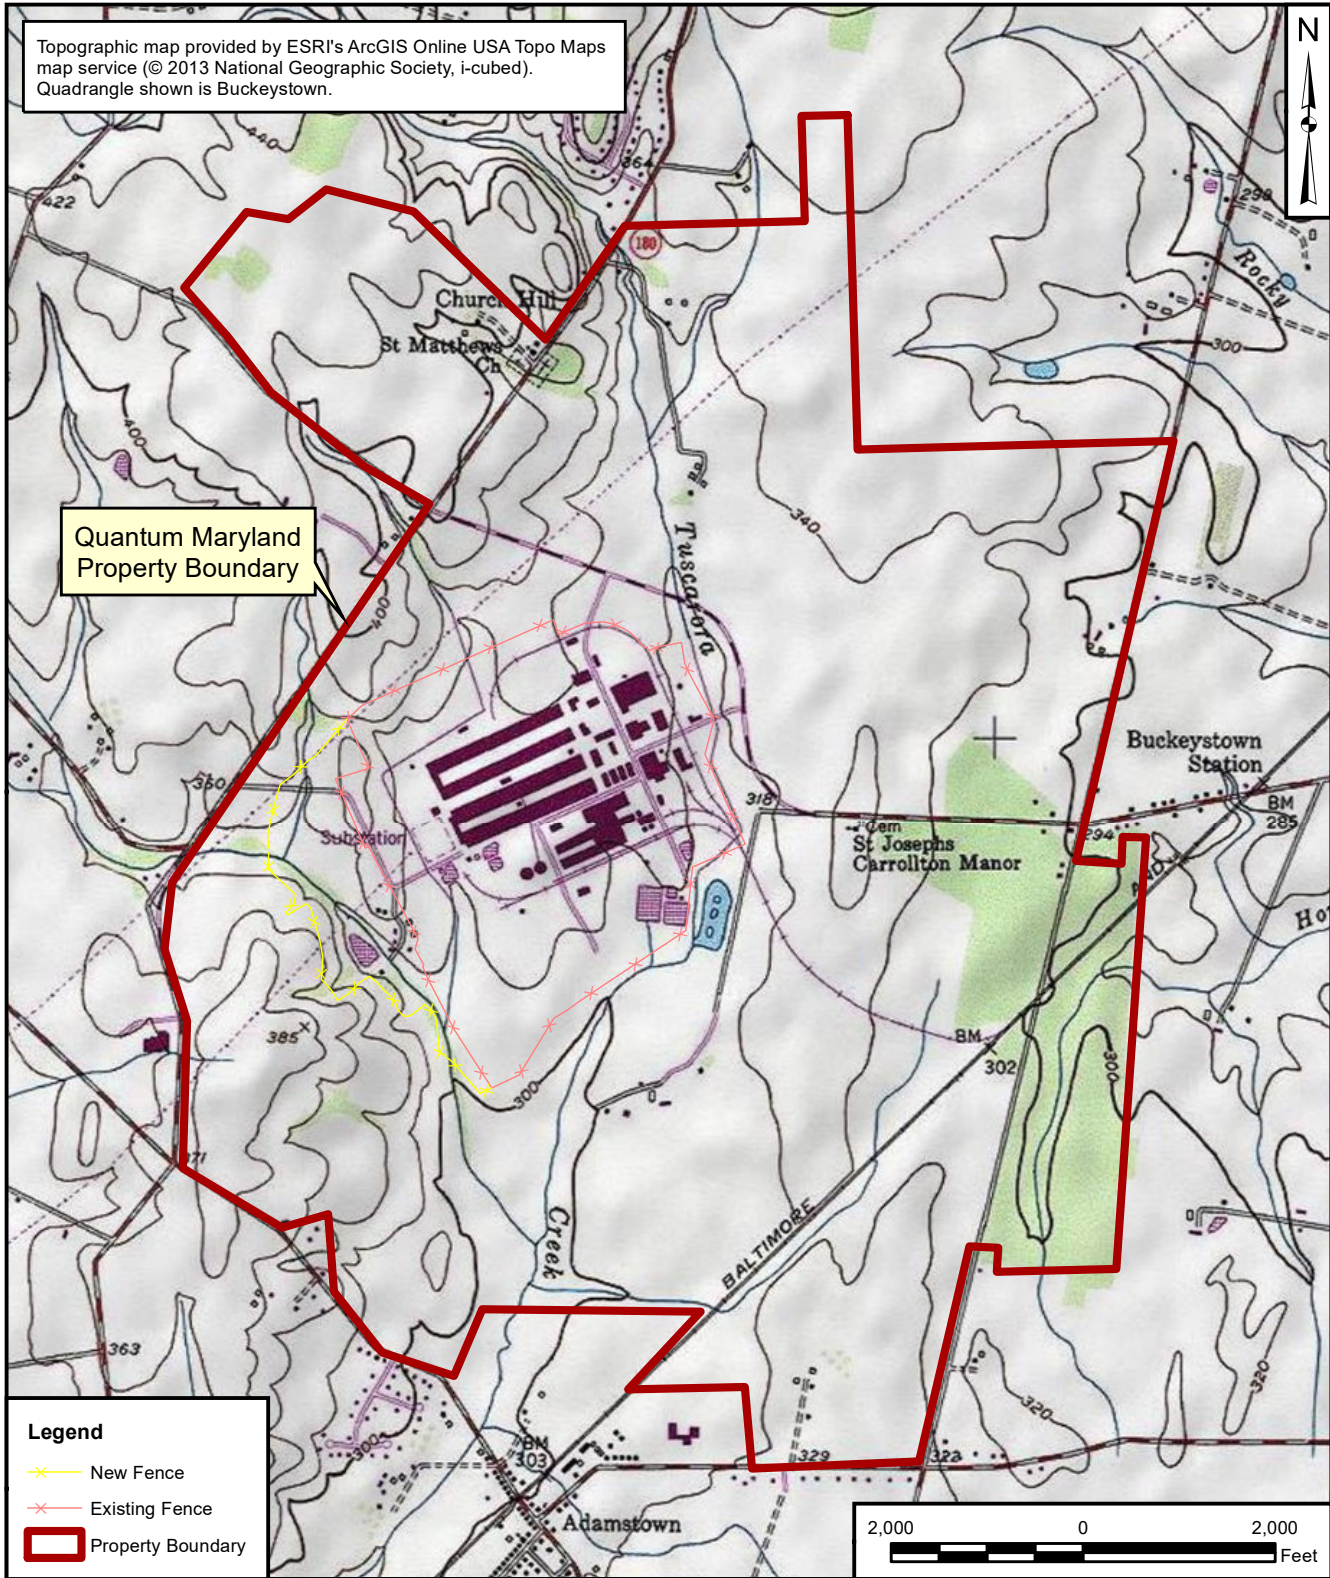 Topographic map provided by ESRI's ArcGIS Online USA Topo Maps
map service (© 2013 National Geographic Society, i-cubed).
Quadrangle shown is Buckeystown.
N
440
364
422
298
180
Rocky
Church Hill
St Matthews
Ch
300
400
340
Quantum Maryland
Property Boundary
Tuscarora
400
Buckeystown
Station
350
318
BM
285
Substation
Cem
St Josephs
Carrollton Manor
294
AND
385
BM
302
300
300
371
Creek
BALTIMORE
363
320
320
300
BM
303
329
322
Adamstown
Legend
New Fence
Existing Fence
Property Boundary
2,000
0
2,000
Feet